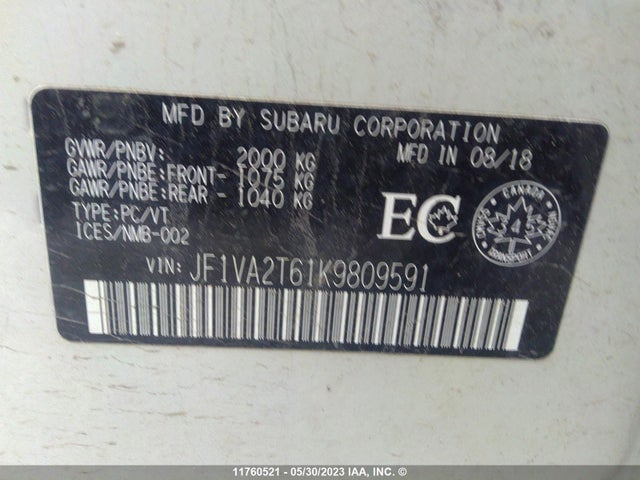 MFD BY SUBARU CORPORATION
GVWR/PNBV: 2000 KG MFD IN 08/18
GAWR/PNBE:FRONT- 1075 KG
GAWR/PNBE:REAR - 1040 KG
TYPE:PC/VT
ICES/NMB-002
EC
CANADA
4
TRANSPORT
VIN: JF1VA2T61K9809591
11760521 - 05/30/2023 IAA, INC. ©